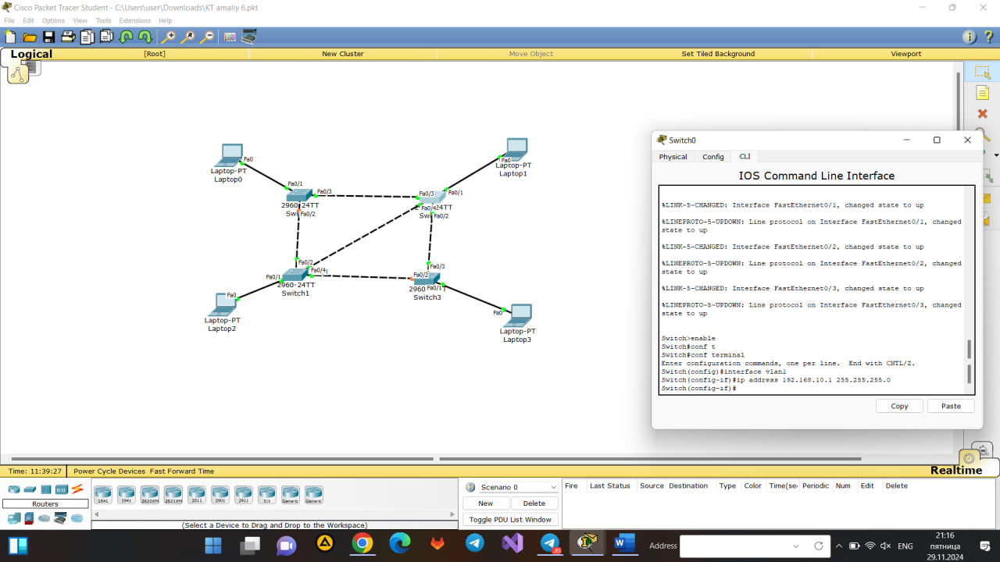 Cisco Packet Tracer Student - C:\Users\user\Downloads\KT amaliy 6.pkt
File Edit Options View Tools Extensions Help
Logical [Root] New Cluster Move Object Set Tiled Background Viewport
Laptop-PT
Laptop0
Fa0
Fa0/1
Fa0/3
2960-24TT
Fa0/2
Laptop-PT
Laptop1
Fa0
Fa0/3
Fa0/1
Fa0/4
24TT
Fa0/2
Fa0/2
Fa0/4
Fa0/1
2960-24TT
Switch1
Fa0
Laptop-PT
Laptop2
Fa0/3
Fa0/2
2960
Fa0/1
Switch3
Fa0
Laptop-PT
Laptop3
Switch0
Physical Config CLI
IOS Command Line Interface
%LINK-5-CHANGED: Interface FastEthernet0/1, changed state to up
%LINEPROTO-5-UPDOWN: Line protocol on Interface FastEthernet0/1, changed
state to up
%LINK-5-CHANGED: Interface FastEthernet0/2, changed state to up
%LINEPROTO-5-UPDOWN: Line protocol on Interface FastEthernet0/2, changed
state to up
%LINK-5-CHANGED: Interface FastEthernet0/3, changed state to up
%LINEPROTO-5-UPDOWN: Line protocol on Interface FastEthernet0/3, changed
state to up
Switch>enable
Switch#conf t
Switch#conf terminal
Enter configuration commands, one per line. End with CNTL/Z.
Switch(config)#interface vlan1
Switch(config-if)#ip address 192.168.10.1 255.255.255.0
Switch(config-if)#
Copy Paste
Time: 11:39:27 Power Cycle Devices Fast Forward Time
Realtime
Routers
1841 1941 2620XM 2621XM 2811 2901 2911 819 Generic Generic
(Select a Device to Drag and Drop to the Workspace)
Scenario 0
New Delete
Toggle PDU List Window
Fire Last Status Source Destination Type Color Time(sec Periodic Num Edit Delete
Address
ENG
21:16
пятница
29.11.2024